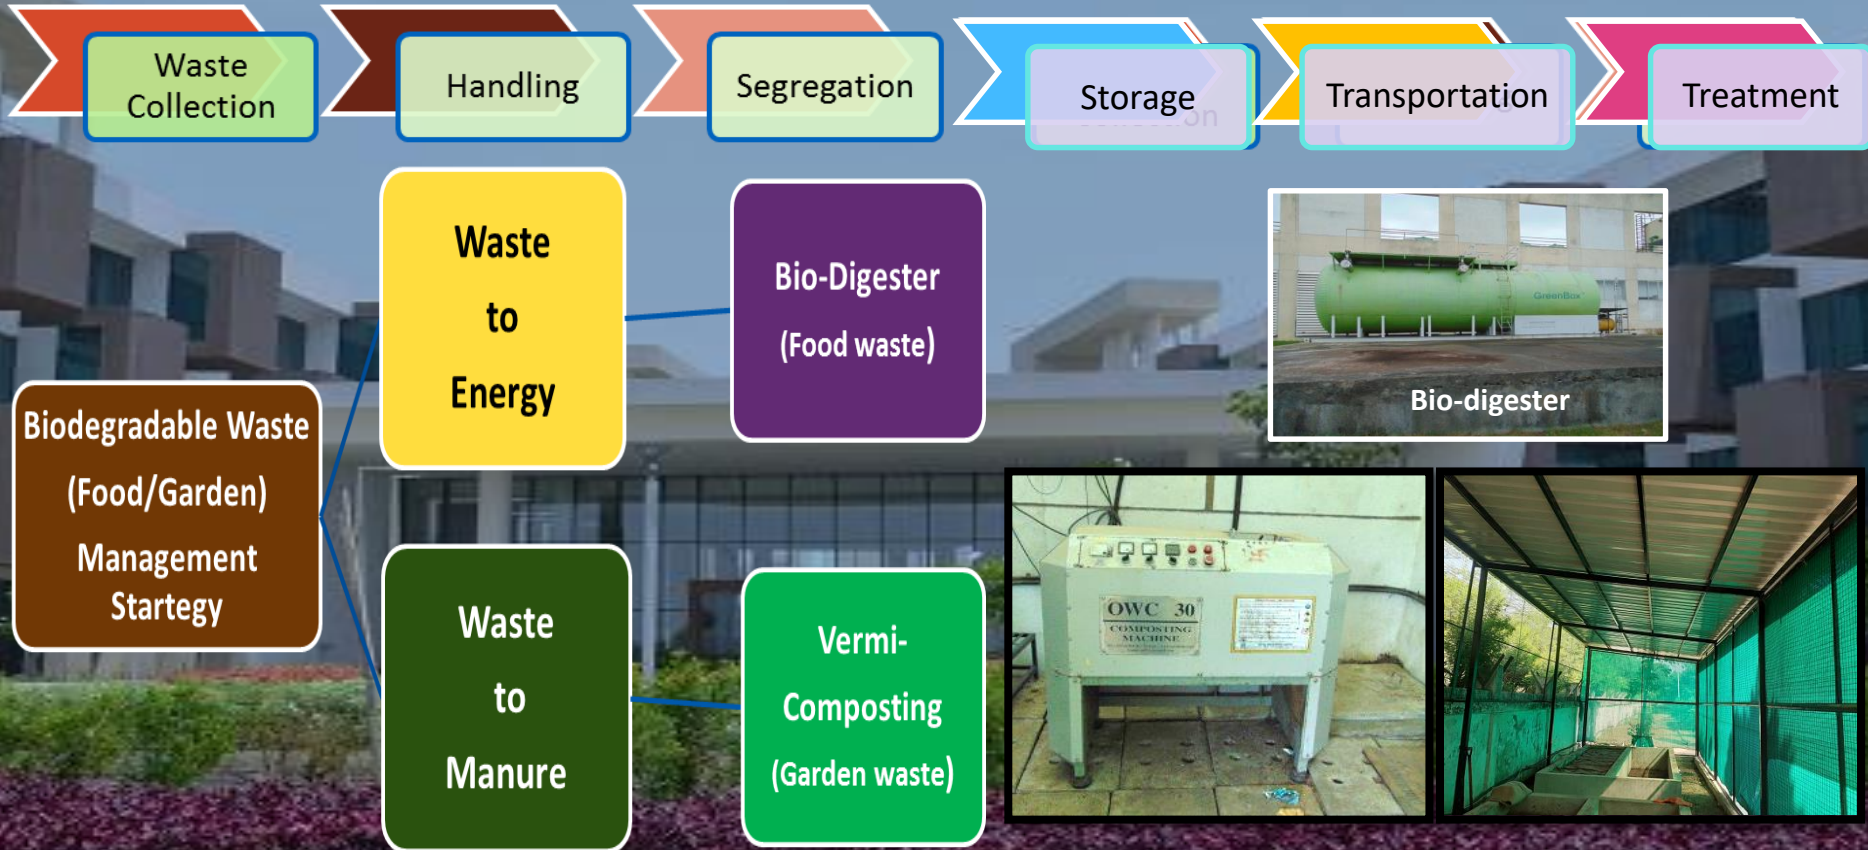 Waste
Collection
Handling
Segregation
Storage
Transportation
Treatment
Waste
to
Energy
Bio-Digester
(Food waste)
GreenBox
Bio-digester
Biodegradable Waste
(Food/Garden)
Management
Startegy
Waste
to
Manure
Vermi-
Composting
(Garden waste)
OWC 30
COMPOSTING
MACHINE